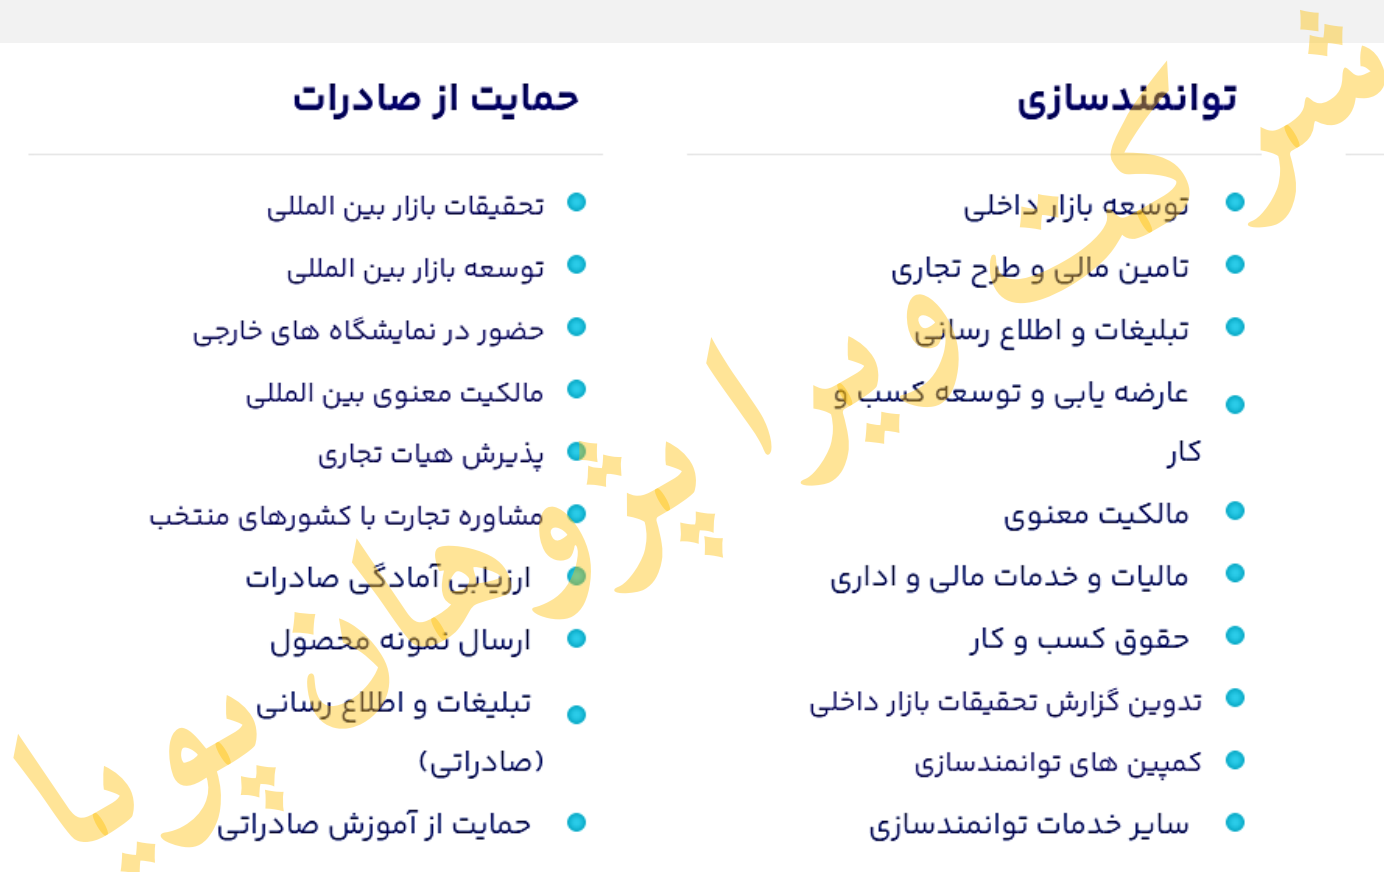 توانمندسازی
توسعه بازار داخلی
تامین مالی و طرح تجاری
تبلیغات و اطلاع رسانی
عارضه یابی و توسعه کسب و
کار
مالکیت معنوی
مالیات و خدمات مالی و اداری
حقوق کسب و کار
تدوین گزارش تحقیقات بازار داخلی
کمپین های توانمندسازی
سایر خدمات توانمندسازی
حمایت از صادرات
تحقیقات بازار بین المللی
توسعه بازار بین المللی
حضور در نمایشگاه های خارجی
مالکیت معنوی بین المللی
پذیرش هیات تجاری
مشاوره تجارت با کشورهای منتخب
ارزیابی آمادگی صادرات
ارسال نمونه محصول
تبلیغات و اطلاع رسانی
(صادراتی)
حمایت از آموزش صادراتی
شرکت ویرا پژوهان پویا